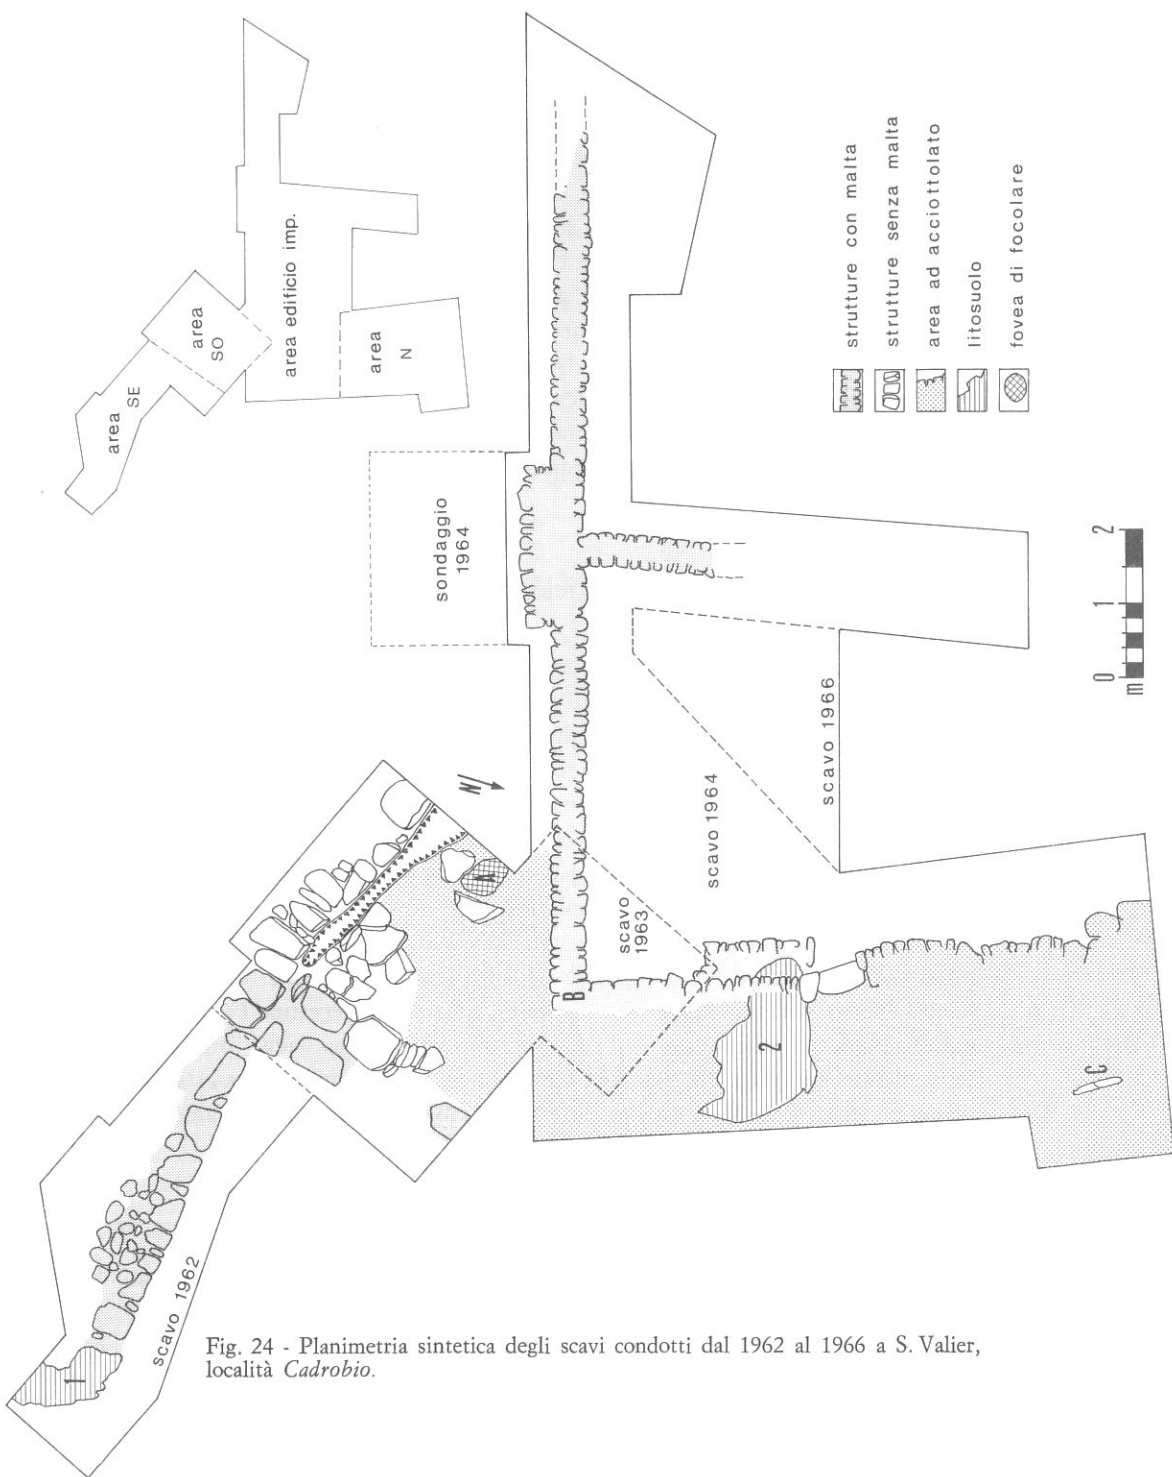 area
SE
area
SO
area edificio imp.
area
N
sondaggio
1964
N
A
B
scavo
1963
scavo 1964
scavo 1966
2
C
scavo 1962
1
strutture con malta
strutture senza malta
area ad acciottolato
litosuolo
fovea di focolare
0 1 2
m
Fig. 24 - Planimetria sintetica degli scavi condotti dal 1962 al 1966 a S. Valier,
località Cadrobio.